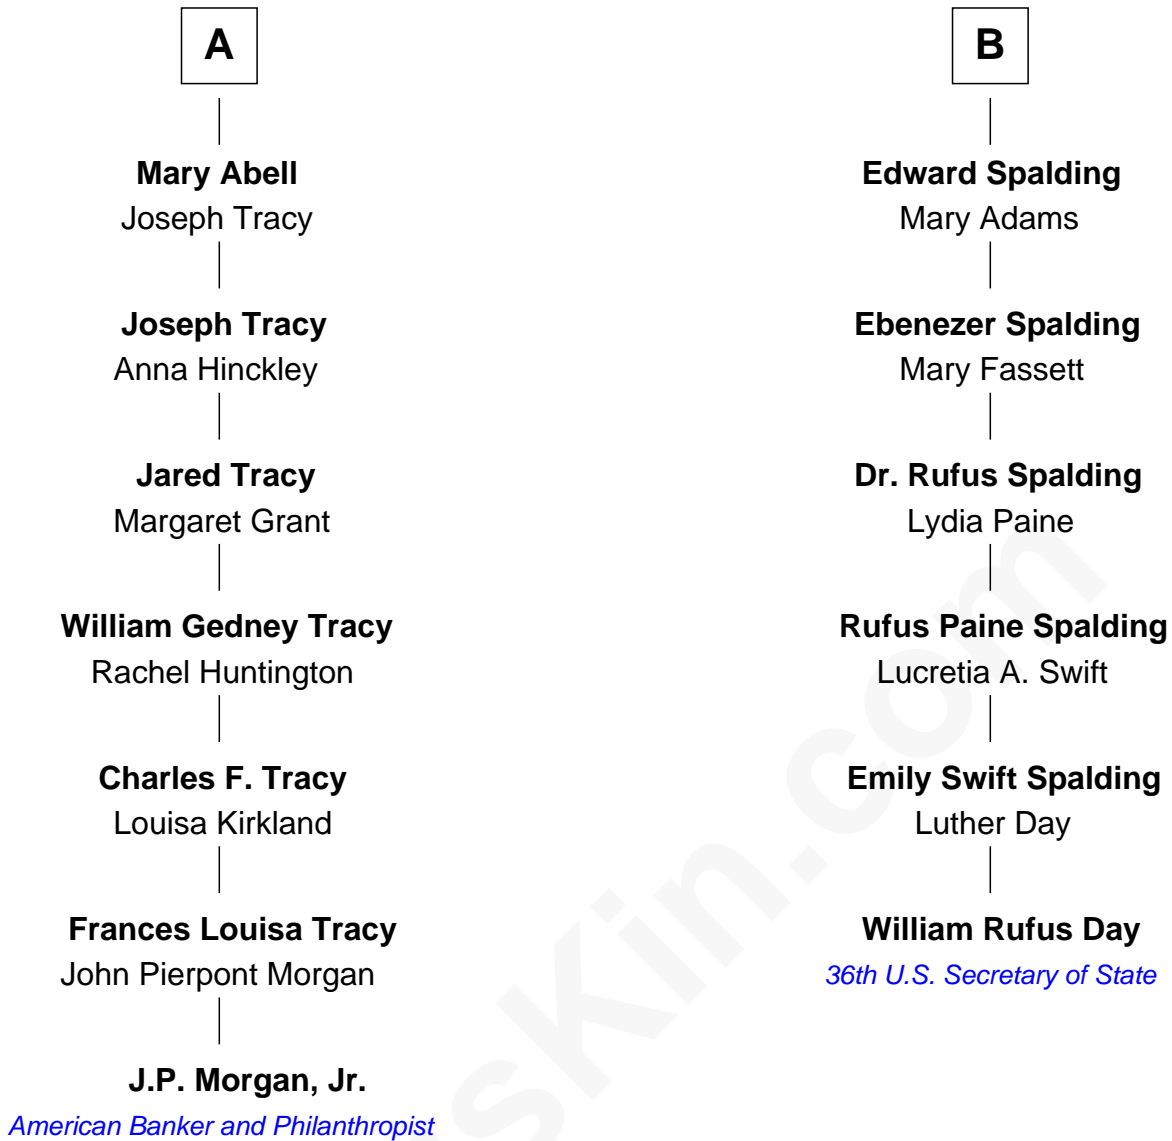 A
B
Mary Abell
Joseph Tracy
Edward Spalding
Mary Adams
Joseph Tracy
Anna Hinckley
Ebenezer Spalding
Mary Fassett
Jared Tracy
Margaret Grant
Dr. Rufus Spalding
Lydia Paine
William Gedney Tracy
Rachel Huntington
Rufus Paine Spalding
Lucretia A. Swift
Charles F. Tracy
Louisa Kirkland
Emily Swift Spalding
Luther Day
Frances Louisa Tracy
John Pierpont Morgan
William Rufus Day
36th U.S. Secretary of State
J.P. Morgan, Jr.
American Banker and Philanthropist